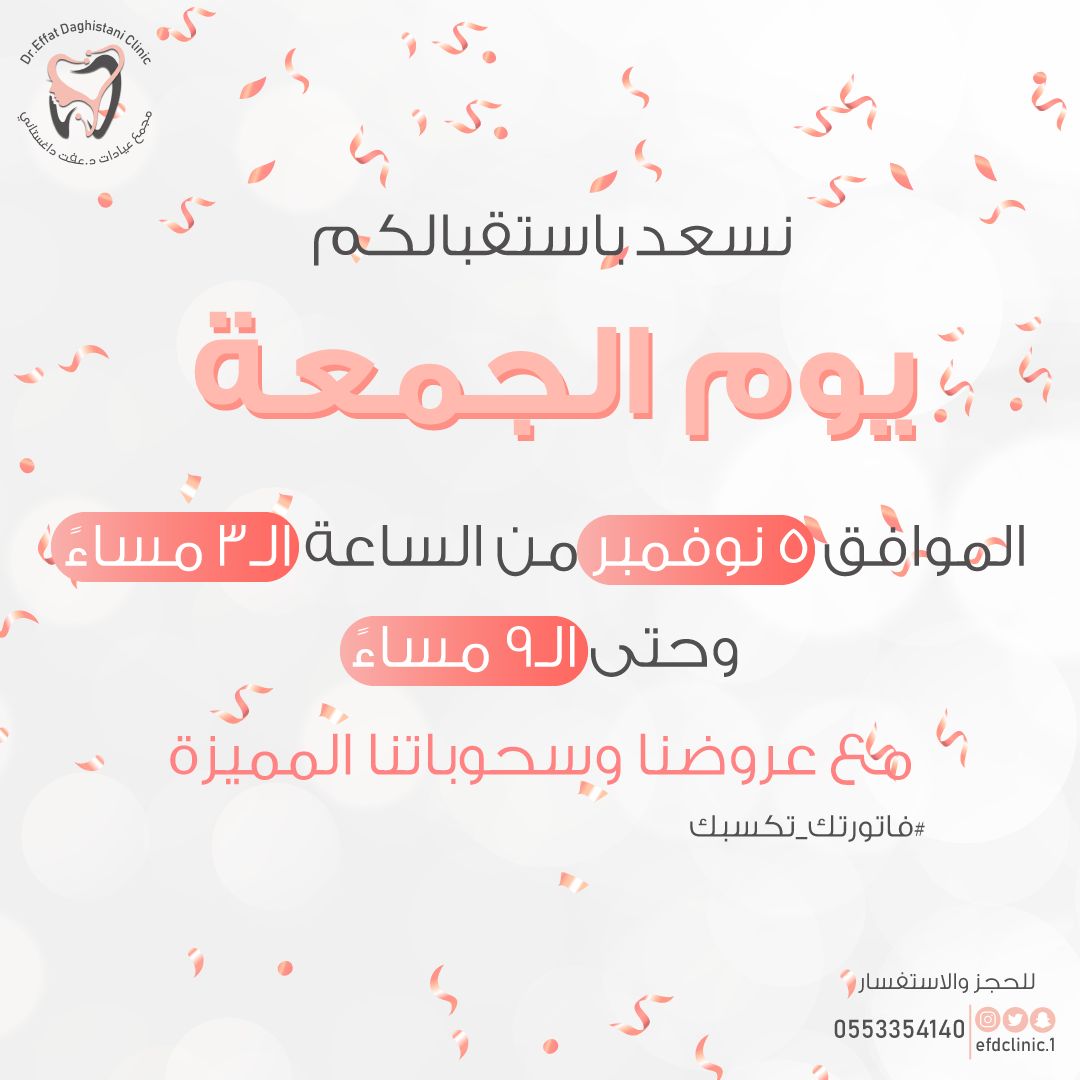 Dr.Effat Daghistani Clinic
مجمع عيادات د.عفت داغستاني
نسعد باستقبالكم
يوم الجمعة
الموافق ٥ نوفمبر من الساعة الـ ٣ مساءً
وحتى الـ٩ مساءً
مع عروضنا وسحوباتنا المميزة
#فاتورتك_تكسبك
للحجز والاستفسار
0553354140
efdclinic.1